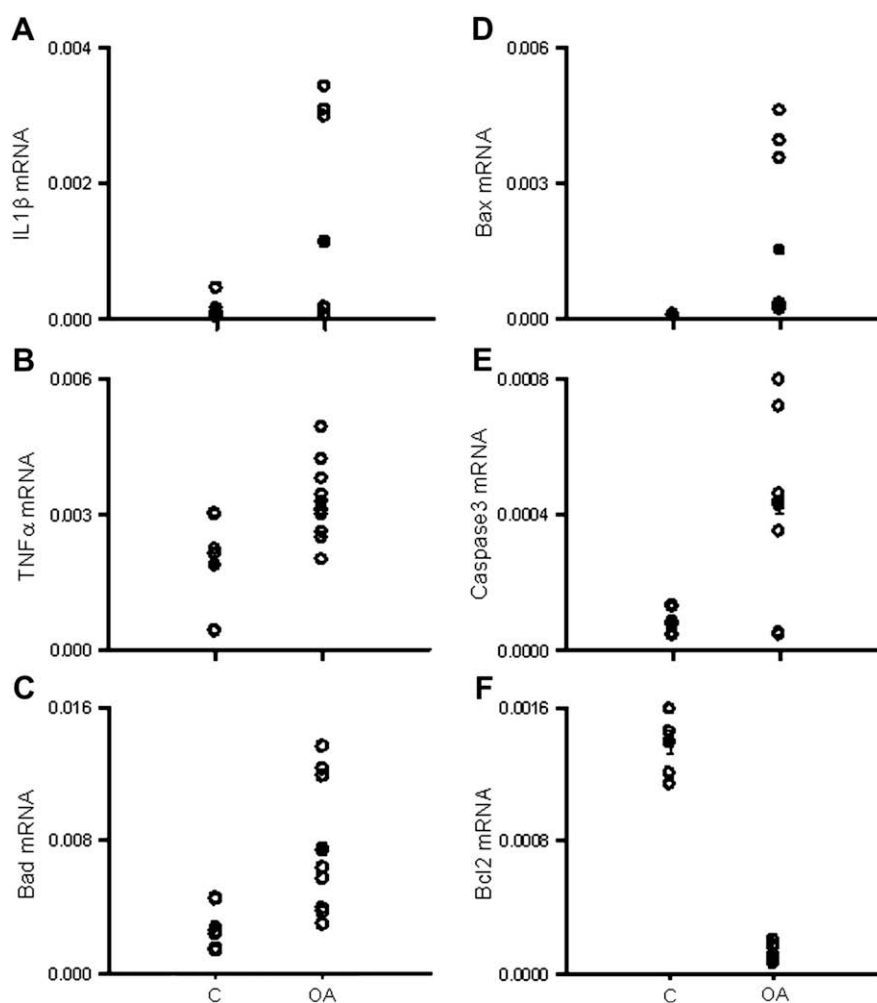 A
0.004
0.002
0.000
IL1β mRNA
B
0.006
0.003
0.000
TNFα mRNA
C
0.016
0.008
0.000
Bad mRNA
C
OA
D
0.006
0.003
0.000
Bax mRNA
E
0.0008
0.0004
0.0000
Caspase3 mRNA
F
0.0016
0.0008
0.0000
Bcl2 mRNA
C
OA